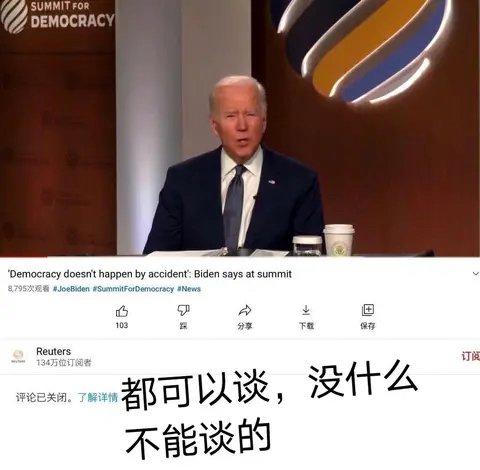 SUMMIT FOR
DEMOCRACY
'Democracy doesn't happen by accident': Biden says at summit
8,795次观看 #JoeBiden #SummitForDemocracy #News
103
踩
分享
下载
保存
Reuters
134万位订阅者
订阅
评论已关闭。了解详情
都可以谈，没什么
不能谈的